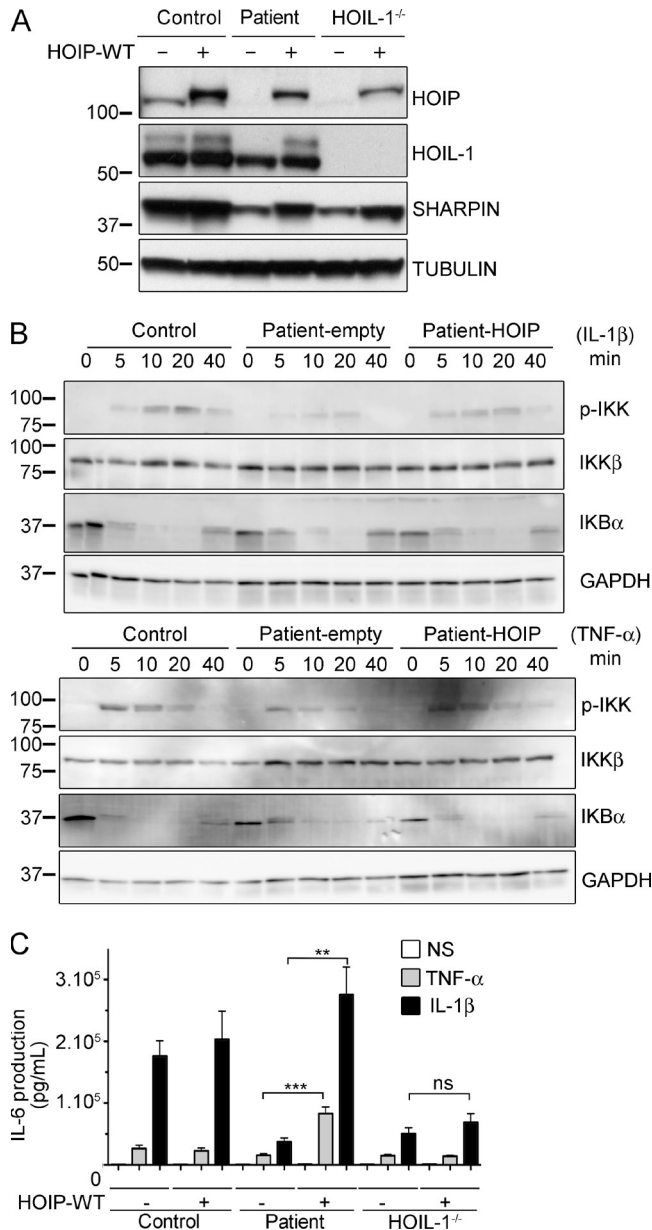 A
Control Patient HOIL-1-/-
HOIP-WT – + – + – +
HOIP
100
HOIL-1
50
SHARPIN
37
50
TUBULIN
B
Control Patient-empty Patient-HOIP (IL-1β)
0 5 10 20 40 0 5 10 20 40 0 5 10 20 40 min
100
p-IKK
75
100
IKKβ
75
37
IKBα
37
GAPDH
Control Patient-empty Patient-HOIP (TNF-α)
0 5 10 20 40 0 5 10 20 40 0 5 10 20 40 min
100
p-IKK
75
100
IKKβ
75
37
IKBα
37
GAPDH
C
NS
TNF-α
IL-1β
IL-6 production
(pg/mL)
3.10⁵
2.10⁵
1.10⁵
0
**
***
ns
HOIP-WT - + - + - +
Control Patient HOIL-1-/-